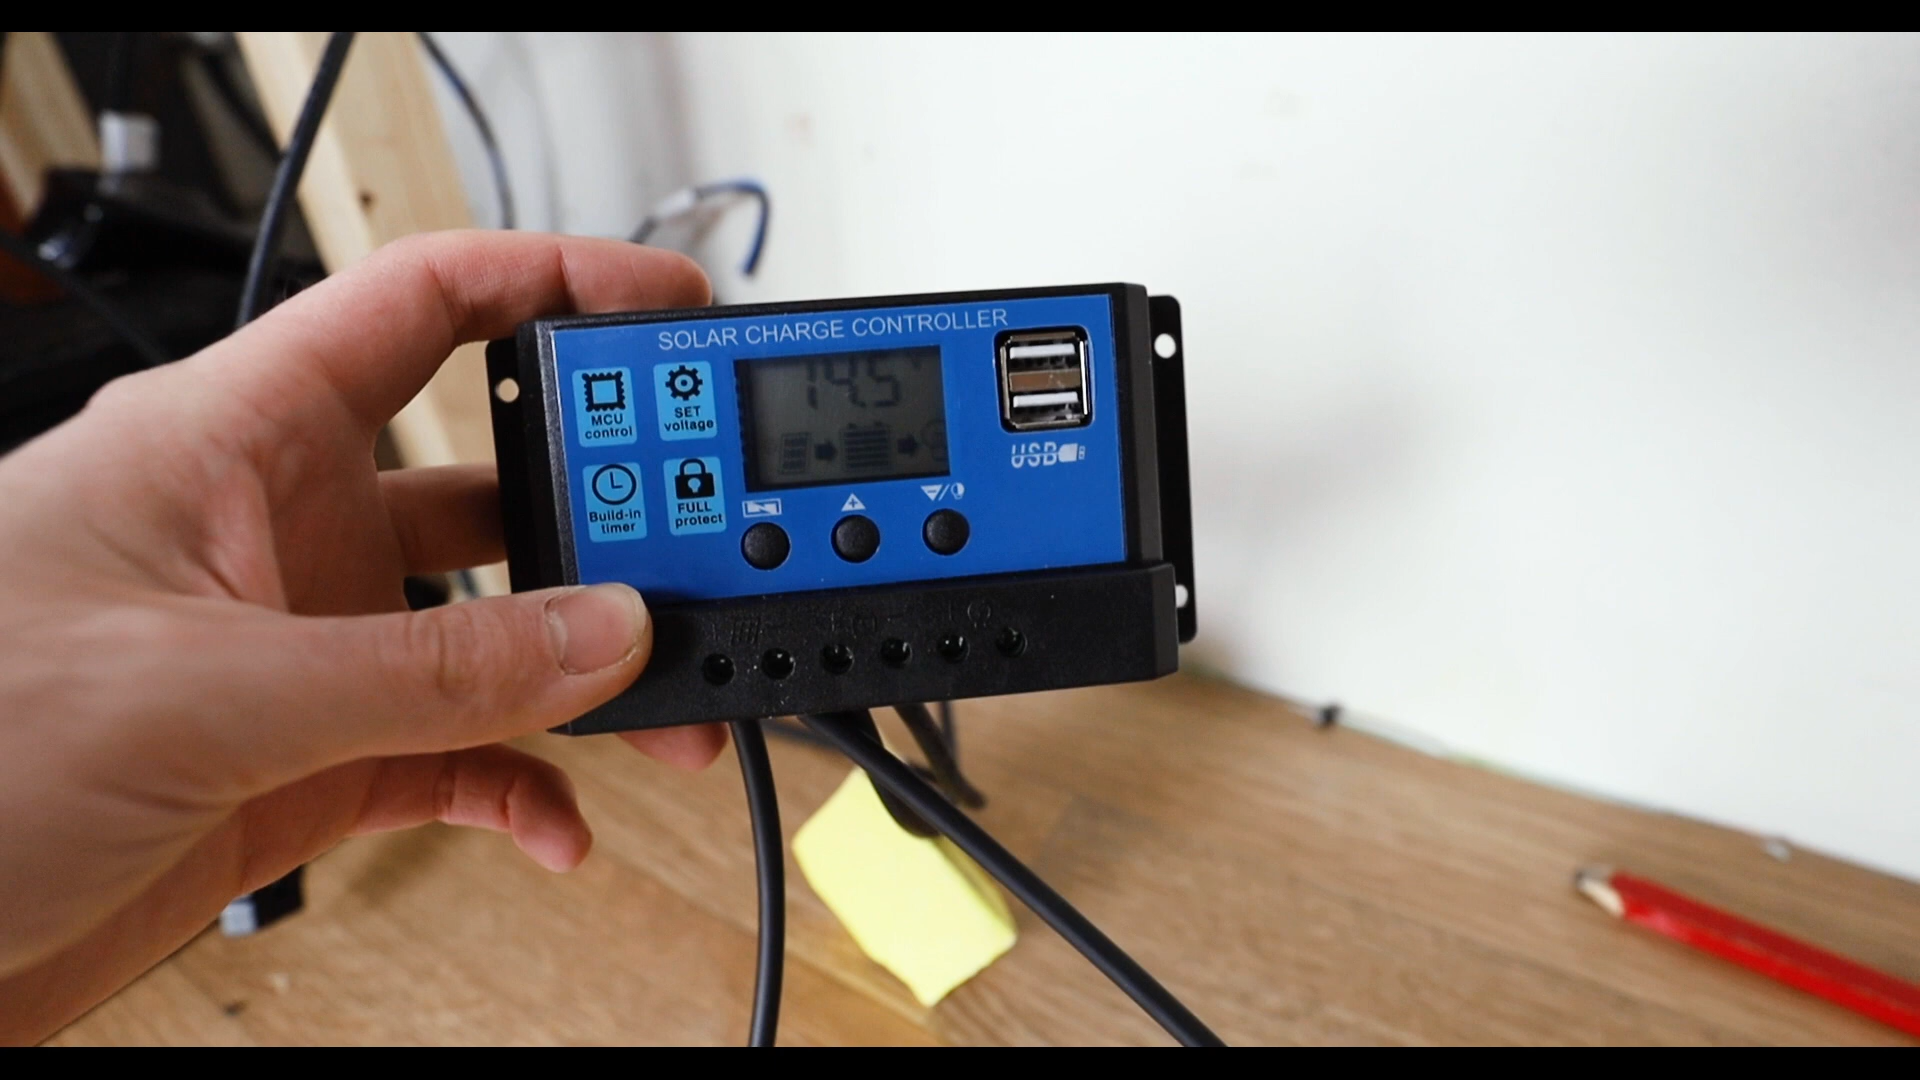 SOLAR CHARGE CONTROLLER
MCU
control
SET
voltage
14.5
Build-in
timer
FULL
protect
USB